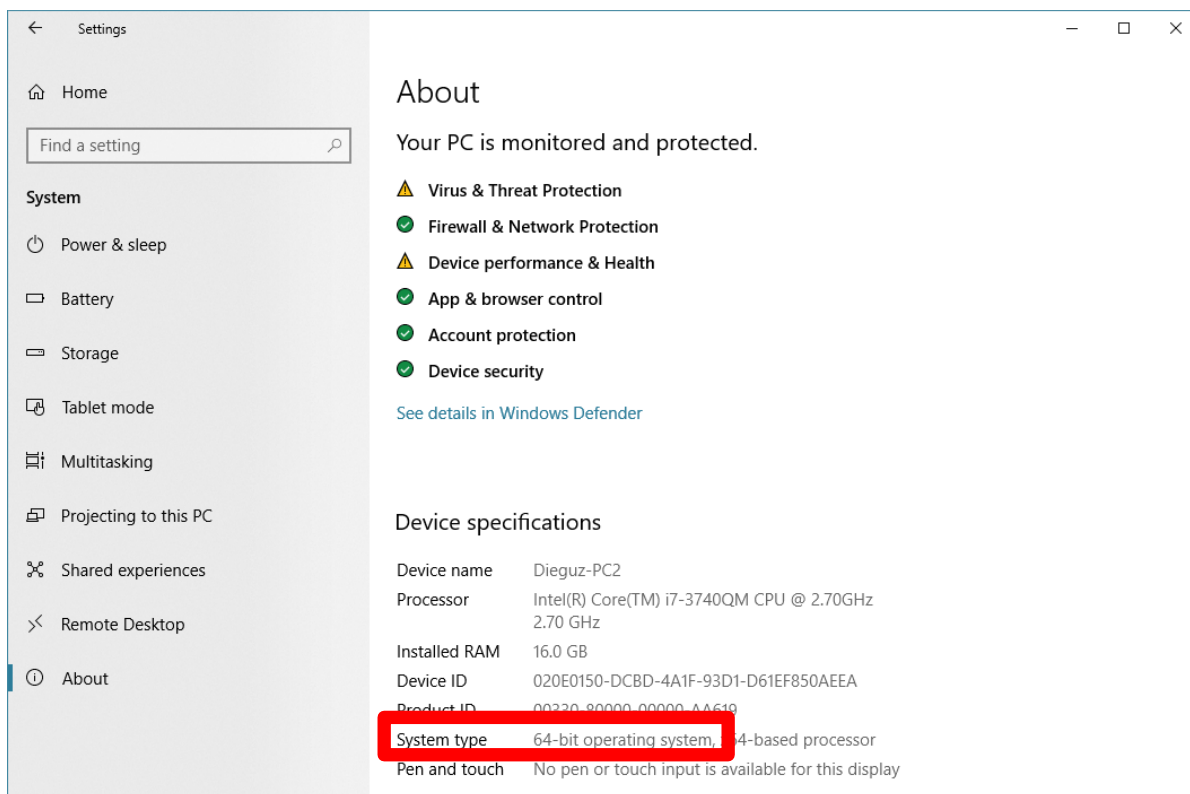 Settings
Home
Find a setting
System
Power & sleep
Battery
Storage
Tablet mode
Multitasking
Projecting to this PC
Shared experiences
Remote Desktop
About
About
Your PC is monitored and protected.
Virus & Threat Protection
Firewall & Network Protection
Device performance & Health
App & browser control
Account protection
Device security
See details in Windows Defender
Device specifications
Device name Dieguz-PC2
Processor Intel(R) Core(TM) i7-3740QM CPU @ 2.70GHz
2.70 GHz
Installed RAM 16.0 GB
Device ID 020E0150-DCBD-4A1F-93D1-D61EF850AEEA
Product ID 00330-80000-00000-AA619
System type 64-bit operating system, 64-based processor
Pen and touch No pen or touch input is available for this display